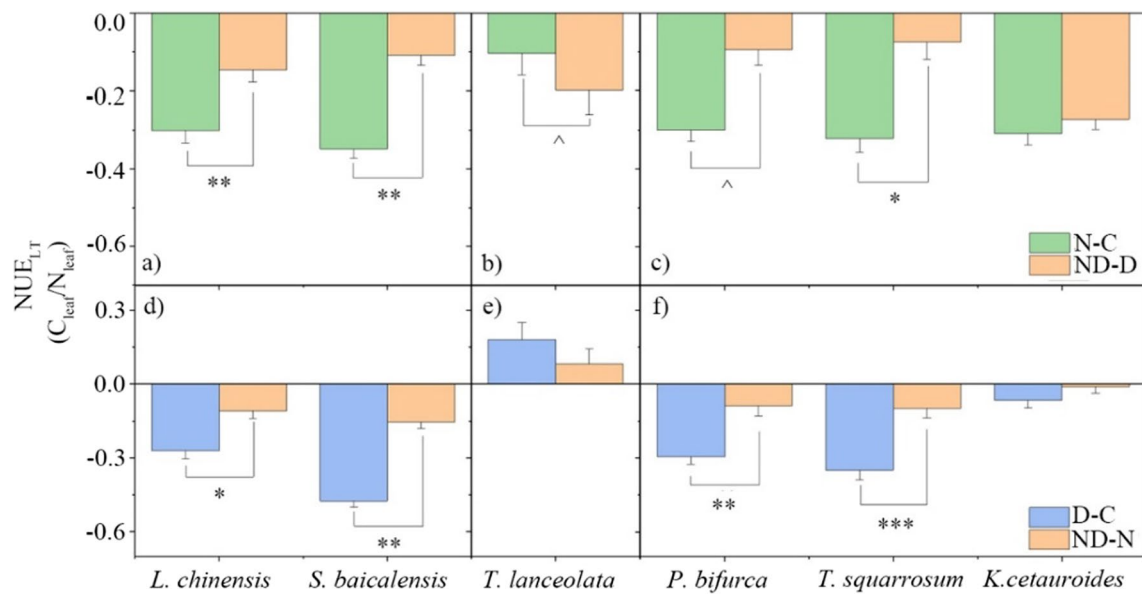 0.0
-0.2
-0.4
-0.6
a)
b)
c)
**
**
^
^
*
N-C
ND-D
NUE_LT
(C_leaf/N_leaf)
0.3
0.0
-0.3
-0.6
d)
e)
f)
*
**
**
***
D-C
ND-N
L. chinensis S. baicalensis T. lanceolata P. bifurca T. squarrosum K.cetauroides